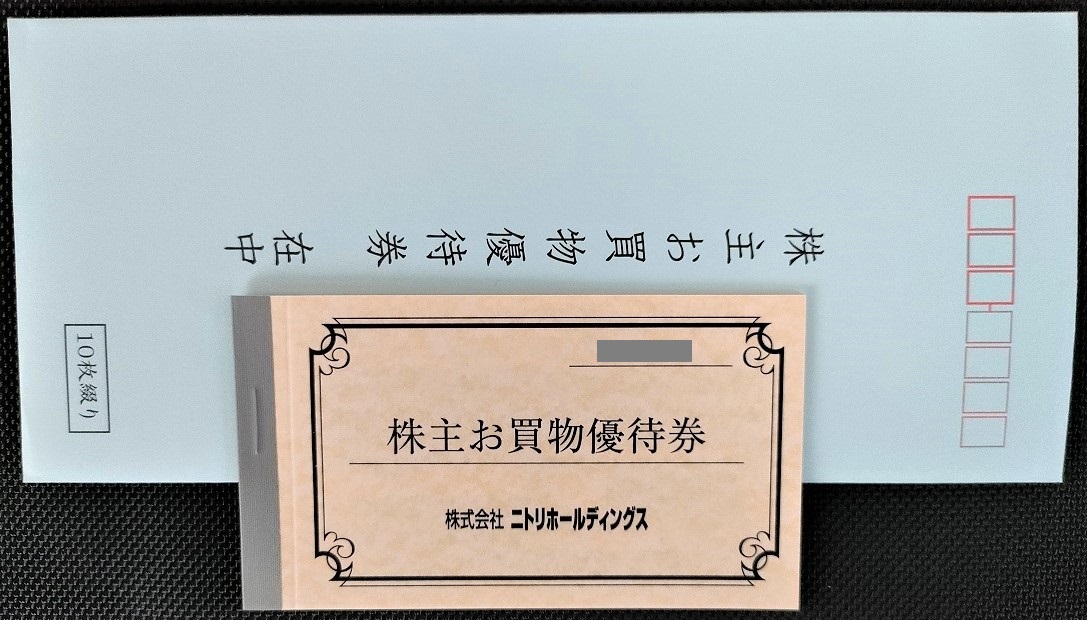 株主お買物優待券 在中
10枚綴り
株主お買物優待券
株式会社 ニトリホールディングス